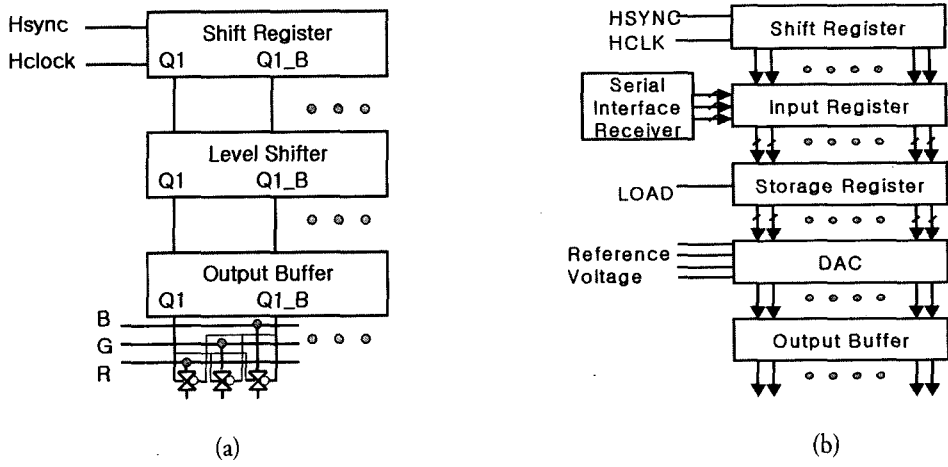 Hsync
Hclock
Shift Register
Q1 Q1_B
Level Shifter
Q1 Q1_B
Output Buffer
Q1 Q1_B
B
G
R
(a)
HSYNC
HCLK
Shift Register
Serial
Interface
Receiver
Input Register
LOAD
Storage Register
Reference
Voltage
DAC
Output Buffer
(b)